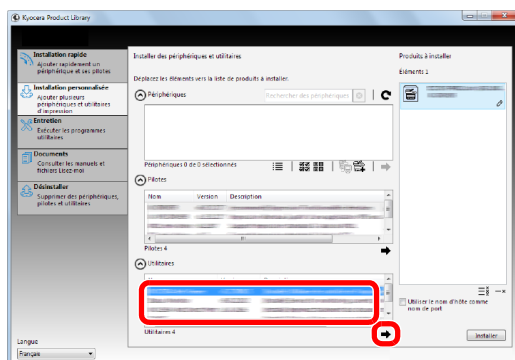 Kyocera Product Library
Installation rapide
Ajouter rapidement un
périphérique et ses pilotes
Installation personnalisée
Ajouter plusieurs
périphériques et utilitaires
d'impression
Entretien
Exécuter les programmes
utilitaires
Documents
Consulter les manuels et
fichiers Lisez-moi
Désinstaller
Supprimer des périphériques,
pilotes et utilitaires
Langue
Français
Installer des périphériques et utilitaires
Déplacez les éléments vers la liste de produits à installer.
Périphériques
Rechercher des périphériques
Périphériques 0 de 0 sélectionnés
Pilotes
Nom Version Description
Pilotes 4
Utilitaires
Utilitaires 4
Produits à installer
Éléments 1
Utiliser le nom d'hôte comme
nom de port
Installer